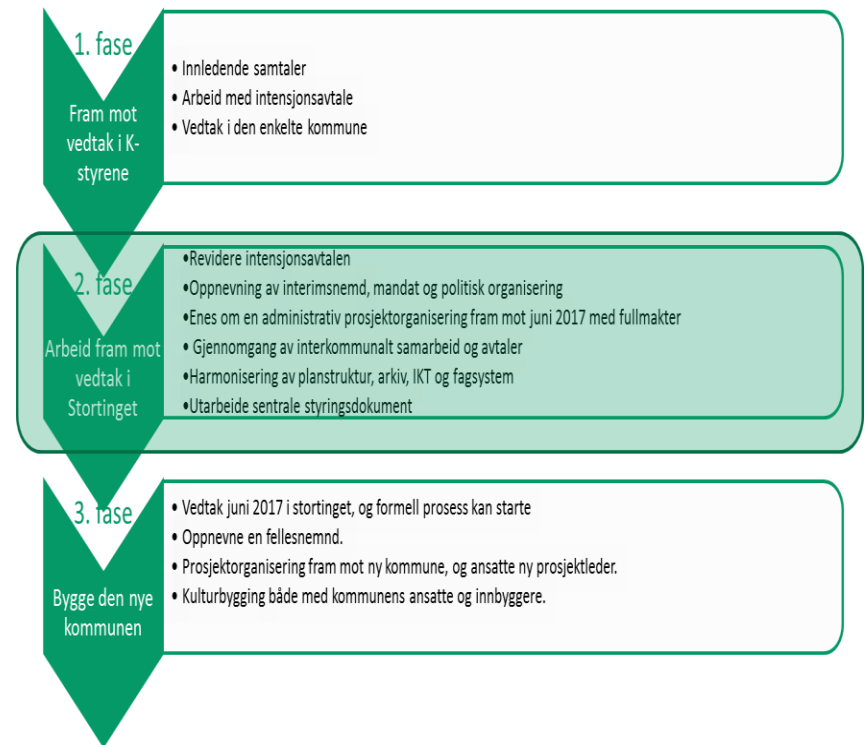 1. fase
Fram mot
vedtak i K-
styrene
• Innledende samtaler
• Arbeid med intensjonsavtale
• Vedtak i den enkelte kommune
2. fase
Arbeid fram mot
vedtak i
Stortinget
•Revidere intensjonsavtalen
•Oppnevning av interimsnemd, mandat og politisk organisering
•Enes om en administrativ prosjektorganisering fram mot juni 2017 med fullmakter
• Gjennomgang av interkommunalt samarbeid og avtaler
•Harmonisering av planstruktur, arkiv, IKT og fagsystem
•Utarbeide sentrale styringsdokument
3. fase
Bygge den nye
kommunen
• Vedtak juni 2017 i stortinget, og formell prosess kan starte
• Oppnevne en fellesnemnd.
• Prosjektorganisering fram mot ny kommune, og ansatte ny prosjektleder.
• Kulturbygging både med kommunens ansatte og innbyggere.